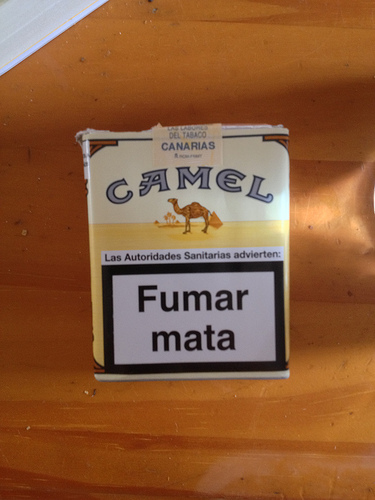 LAS LABORES
DEL TABACO
CANARIAS
CAMEL
Las Autoridades Sanitarias advierten:
Fumar
mata